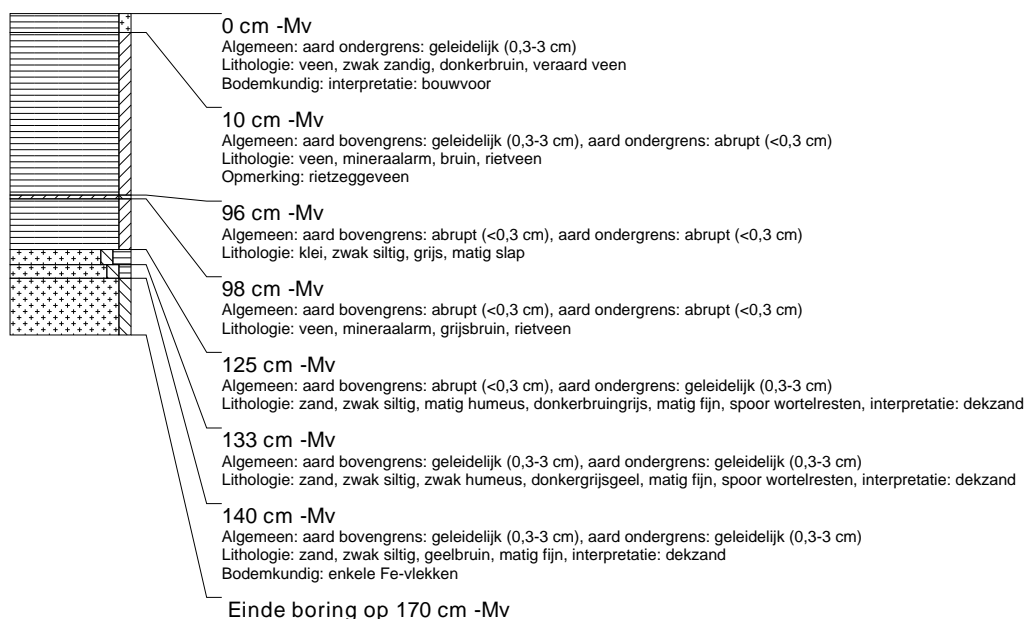 0 cm -Mv
Algemeen: aard ondergrens: geleidelijk (0,3-3 cm)
Lithologie: veen, zwak zandig, donkerbruin, veraard veen
Bodemkundig: interpretatie: bouwvoor
10 cm -Mv
Algemeen: aard bovengrens: geleidelijk (0,3-3 cm), aard ondergrens: abrupt (<0,3 cm)
Lithologie: veen, mineraalarm, bruin, rietveen
Opmerking: rietzeggeveen
96 cm -Mv
Algemeen: aard bovengrens: abrupt (<0,3 cm), aard ondergrens: abrupt (<0,3 cm)
Lithologie: klei, zwak siltig, grijs, matig slap
98 cm -Mv
Algemeen: aard bovengrens: abrupt (<0,3 cm), aard ondergrens: abrupt (<0,3 cm)
Lithologie: veen, mineraalarm, grijsbruin, rietveen
125 cm -Mv
Algemeen: aard bovengrens: abrupt (<0,3 cm), aard ondergrens: geleidelijk (0,3-3 cm)
Lithologie: zand, zwak siltig, matig humeus, donkerbruingrijs, matig fijn, spoor wortelresten, interpretatie: dekzand
133 cm -Mv
Algemeen: aard bovengrens: geleidelijk (0,3-3 cm), aard ondergrens: geleidelijk (0,3-3 cm)
Lithologie: zand, zwak siltig, zwak humeus, donkergrijsgeel, matig fijn, spoor wortelresten, interpretatie: dekzand
140 cm -Mv
Algemeen: aard bovengrens: geleidelijk (0,3-3 cm), aard ondergrens: geleidelijk (0,3-3 cm)
Lithologie: zand, zwak siltig, geelbruin, matig fijn, interpretatie: dekzand
Bodemkundig: enkele Fe-vlekken
Einde boring op 170 cm -Mv